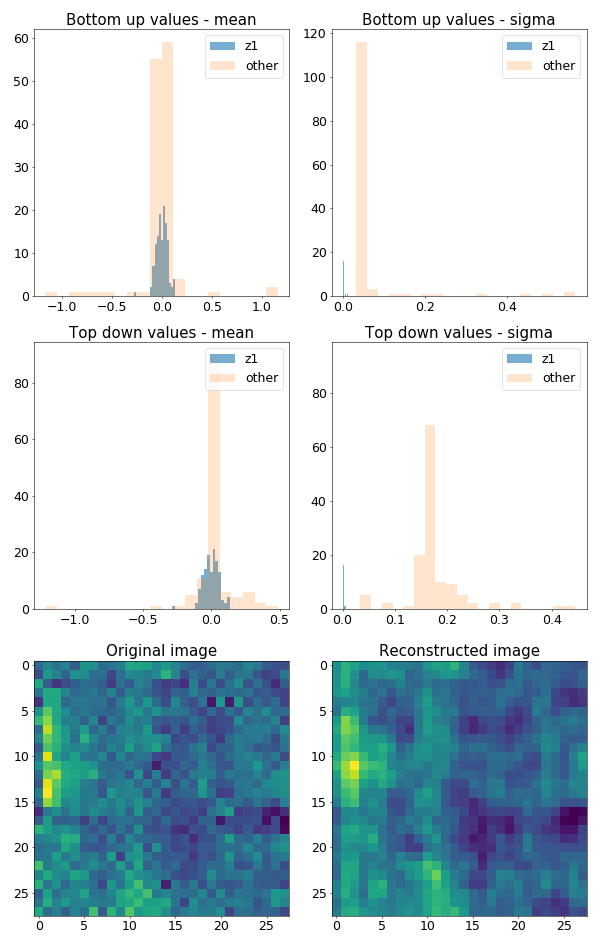 Bottom up values - mean
Bottom up values - sigma
60
50
40
30
20
10
0
−1.0 −0.5 0.0 0.5 1.0
z1
other
120
100
80
60
40
20
0
0.0 0.2 0.4
z1
other
Top down values - mean
Top down values - sigma
80
60
40
20
0
−1.0 −0.5 0.0 0.5
z1
other
80
60
40
20
0
0.0 0.1 0.2 0.3 0.4
z1
other
Original image
Reconstructed image
0
5
10
15
20
25
0 5 10 15 20 25
0
5
10
15
20
25
0 5 10 15 20 25